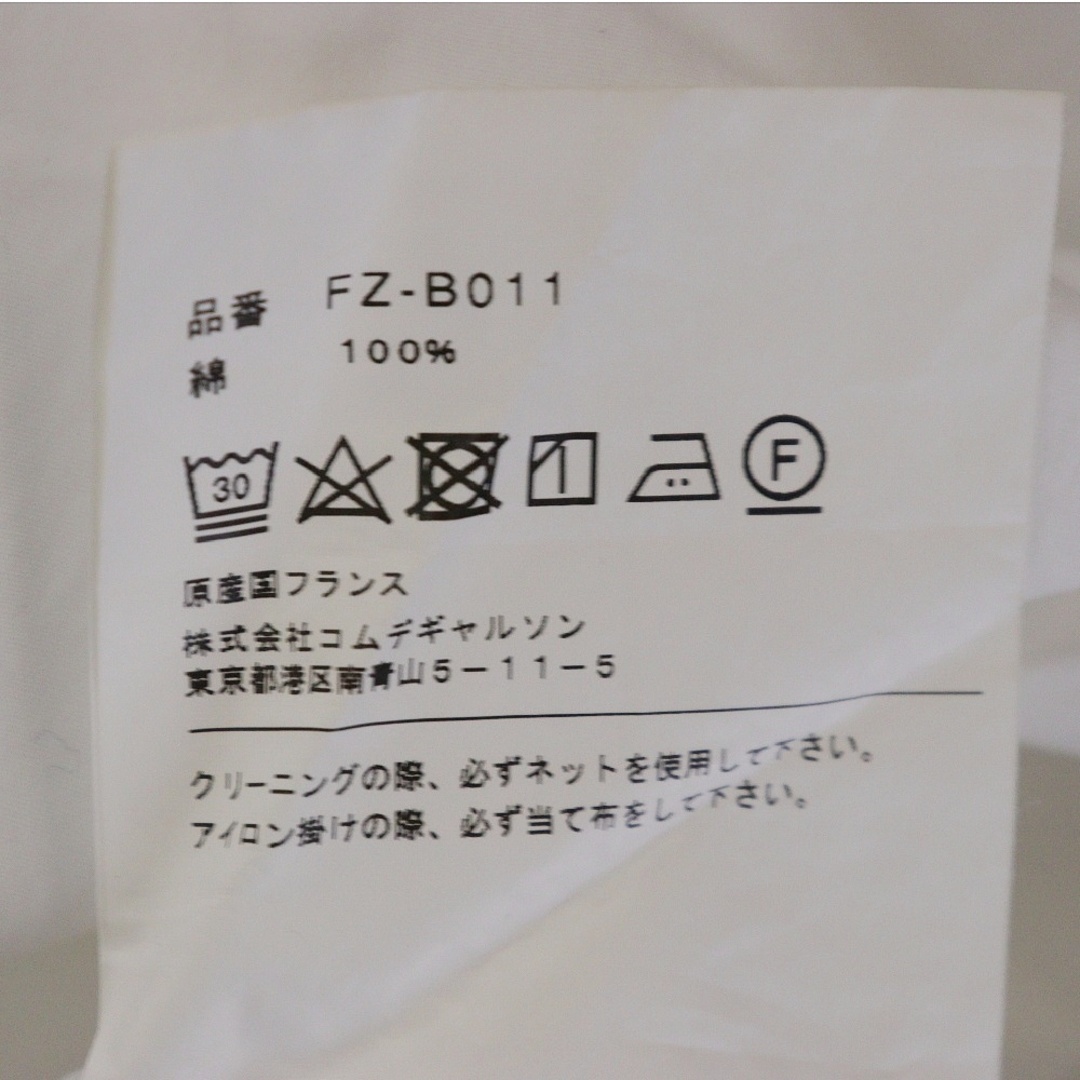 品番 FZ-B011
綿 100%
30 F
原産国フランス
株式会社コムデギャルソン
東京都港区南青山5-11-5
クリーニングの際、必ずネットを使用して下さい。
アイロン掛けの際、必ず当て布をして下さい。